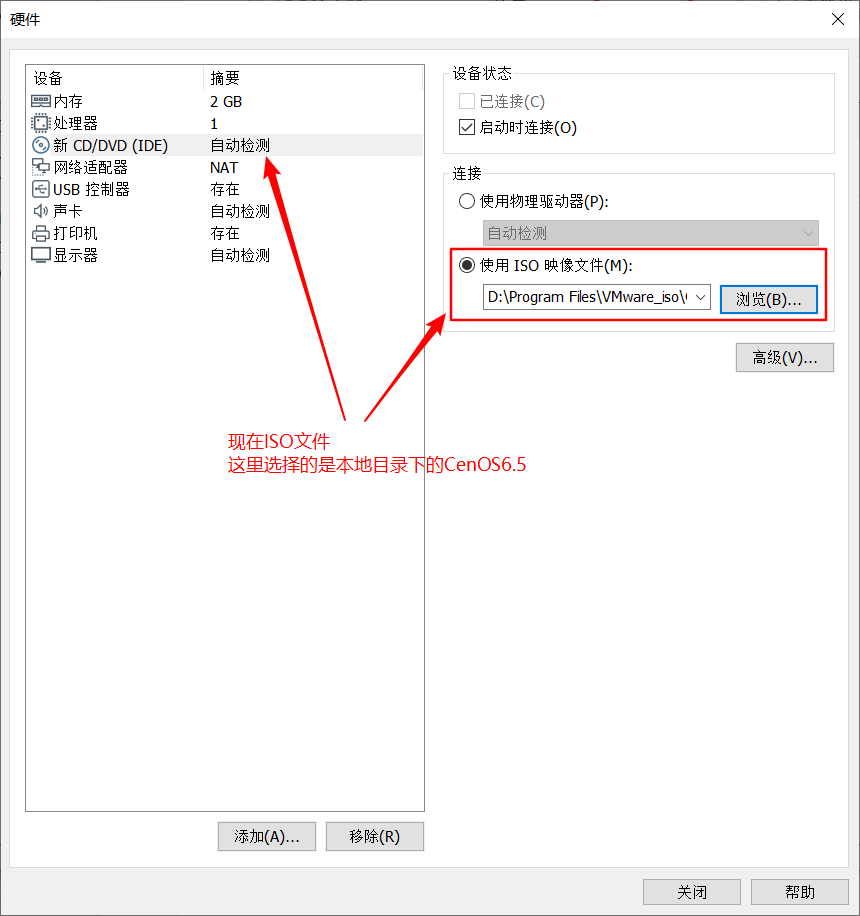 硬件
设备 摘要
内存 2 GB
处理器 1
新 CD/DVD (IDE) 自动检测
网络适配器 NAT
USB 控制器 存在
声卡 自动检测
打印机 存在
显示器 自动检测
添加(A)... 移除(R)
设备状态
已连接(C)
启动时连接(O)
连接
使用物理驱动器(P):
自动检测
使用 ISO 映像文件(M):
D:\Program Files\VMware_iso\ 浏览(B)...
高级(V)...
现在ISO文件
这里选择的是本地目录下的CenOS6.5
关闭 帮助